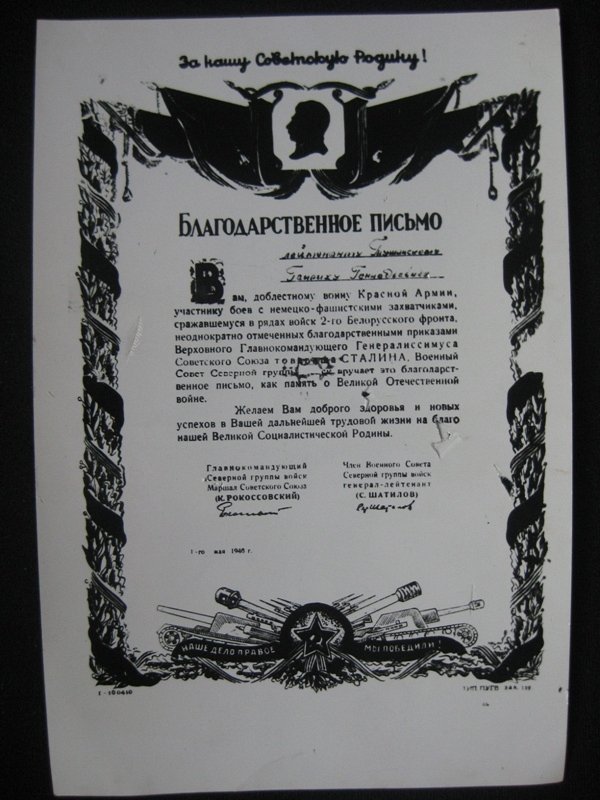 За нашу Советскую Родину!
БЛАГОДАРСТВЕННОЕ ПИСЬМО
лейтенанту
Генриху
Вам, доблестному воину Красной Армии,
участнику боев с немецко-фашистскими захватчиками,
сражавшемуся в рядах войск 2-го Белорусского фронта,
неоднократно отмеченных благодарственными приказами
Верховного Главнокомандующего Генералиссимуса
Советского Союза товарища СТАЛИНА. Военный
Совет Северной группы вручает это благодарст-
венное письмо, как память о Великой Отечественной
войне.
Желаем Вам доброго здоровья и новых
успехов в Вашей дальнейшей трудовой жизни на благо
нашей Великой Социалистической Родины.
Главнокомандующий
Северной группы войск
Маршал Советского Союза
(К. РОКОССОВСКИЙ)
Член Военного Совета
Северной группы войск
генерал-лейтенант
(С. ШАТИЛОВ)
1-го мая 1946 г.
НАШЕ ДЕЛО ПРАВОЕ МЫ ПОБЕДИЛИ!